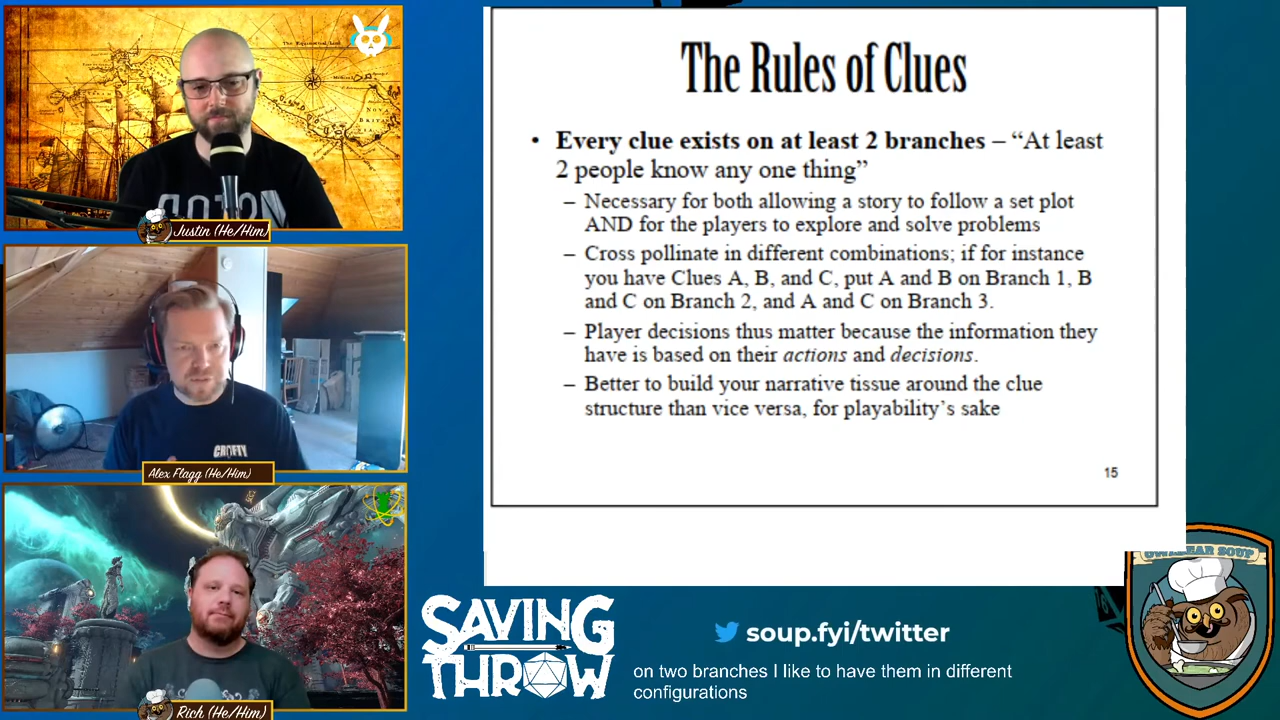 The Rules of Clues
• Every clue exists on at least 2 branches – “At least
2 people know any one thing”
– Necessary for both allowing a story to follow a set plot
AND for the players to explore and solve problems
– Cross pollinate in different combinations; if for instance
you have Clues A, B, and C, put A and B on Branch 1, B
and C on Branch 2, and A and C on Branch 3.
– Player decisions thus matter because the information they
have is based on their actions and decisions.
– Better to build your narrative tissue around the clue
structure than vice versa, for playability’s sake
15
Justin (He/Him)
Alex Flagg (He/Him)
Rich (He/Him)
CRAFTY
SAVING
THROW
soup.fyi/twitter
on two branches I like to have them in different
configurations